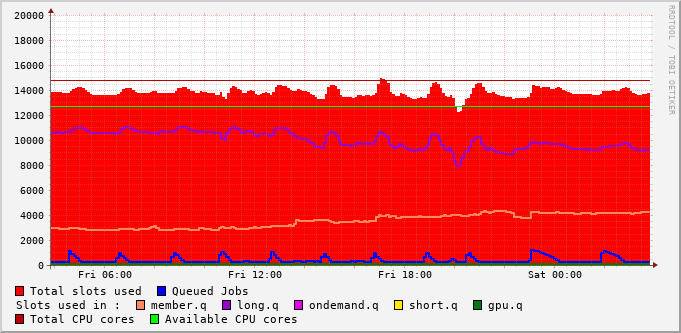 20000
18000
16000
14000
12000
10000
8000
6000
4000
2000
0
Fri 06:00 Fri 12:00 Fri 18:00 Sat 00:00
RRDTOOL / TOBI OETIKER
Total slots used Queued Jobs
Slots used in : member.q long.q ondemand.q short.q gpu.q
Total CPU cores Available CPU cores